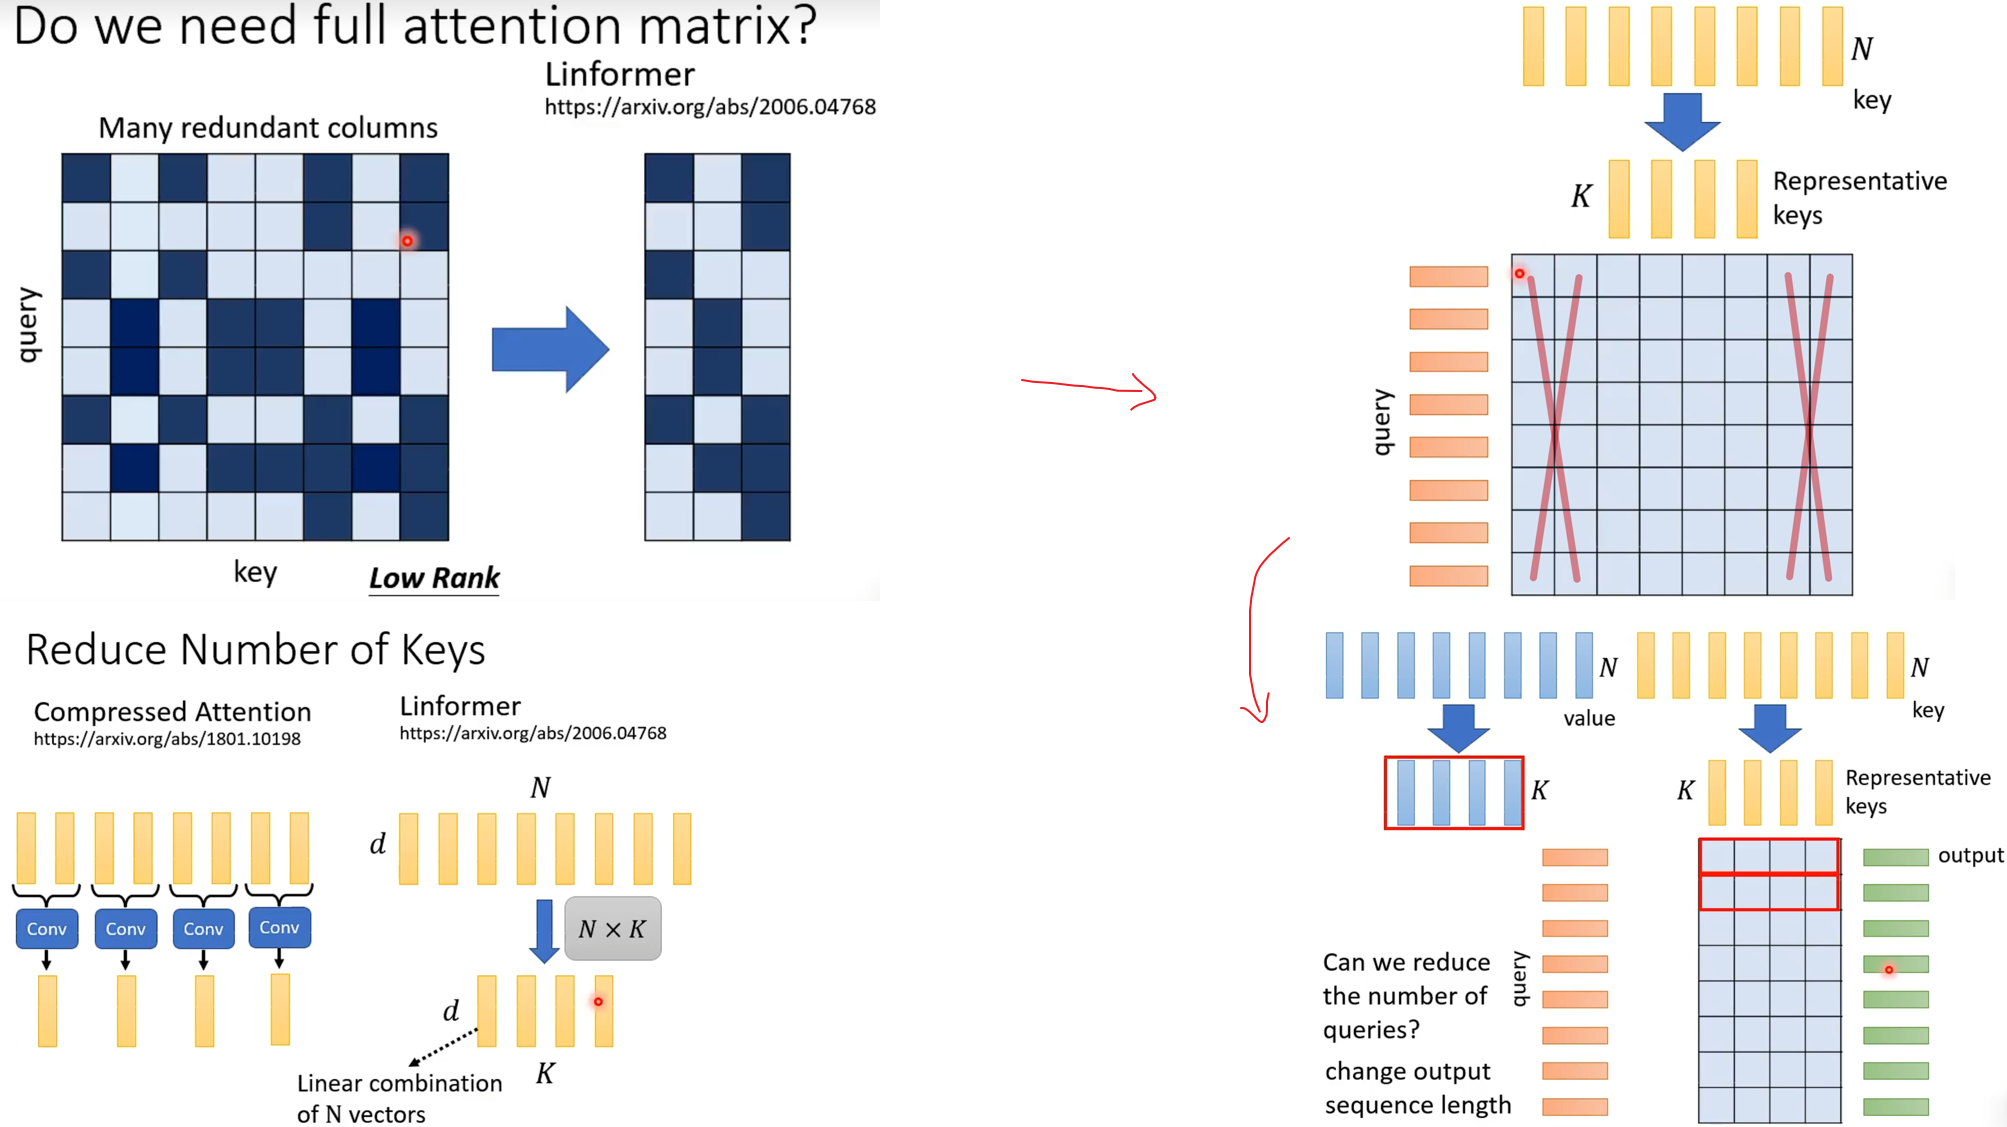 Do we need full attention matrix?
Linformer
https://arxiv.org/abs/2006.04768
Many redundant columns
query
key
Low Rank
N
key
K
Representative
keys
query
Reduce Number of Keys
Compressed Attention
https://arxiv.org/abs/1801.10198
Linformer
https://arxiv.org/abs/2006.04768
Conv
Conv
Conv
Conv
N
d
N × K
d
K
Linear combination
of N vectors
N
value
N
key
K
K
Representative
keys
output
query
Can we reduce
the number of
queries?
change output
sequence length